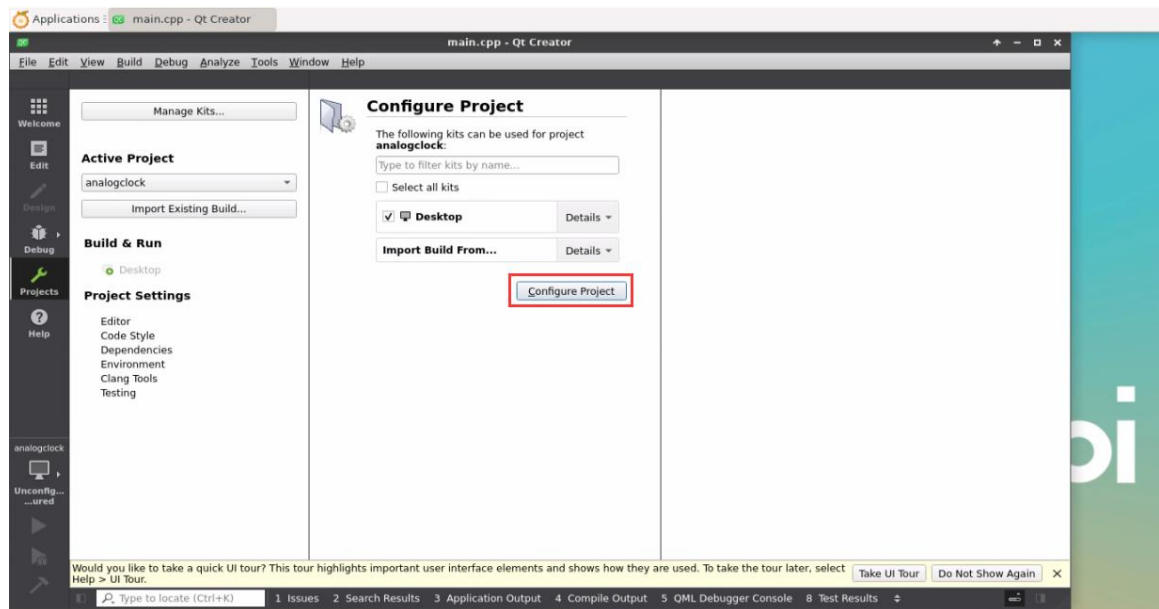 Applications
main.cpp - Qt Creator
main.cpp - Qt Creator
File Edit View Build Debug Analyze Tools Window Help
Welcome
Edit
Design
Debug
Projects
Help
analogclock
Unconfig...
...ured
Manage Kits...
Active Project
analogclock
Import Existing Build...
Build & Run
Desktop
Project Settings
Editor
Code Style
Dependencies
Environment
Clang Tools
Testing
Configure Project
The following kits can be used for project
analogclock:
Type to filter kits by name...
Select all kits
Desktop Details
Import Build From... Details
Configure Project
pi
Would you like to take a quick UI tour? This tour highlights important user interface elements and shows how they are used. To take the tour later, select
Help > UI Tour.
Take UI Tour Do Not Show Again
Type to locate (Ctrl+K) 1 Issues 2 Search Results 3 Application Output 4 Compile Output 5 QML Debugger Console 8 Test Results